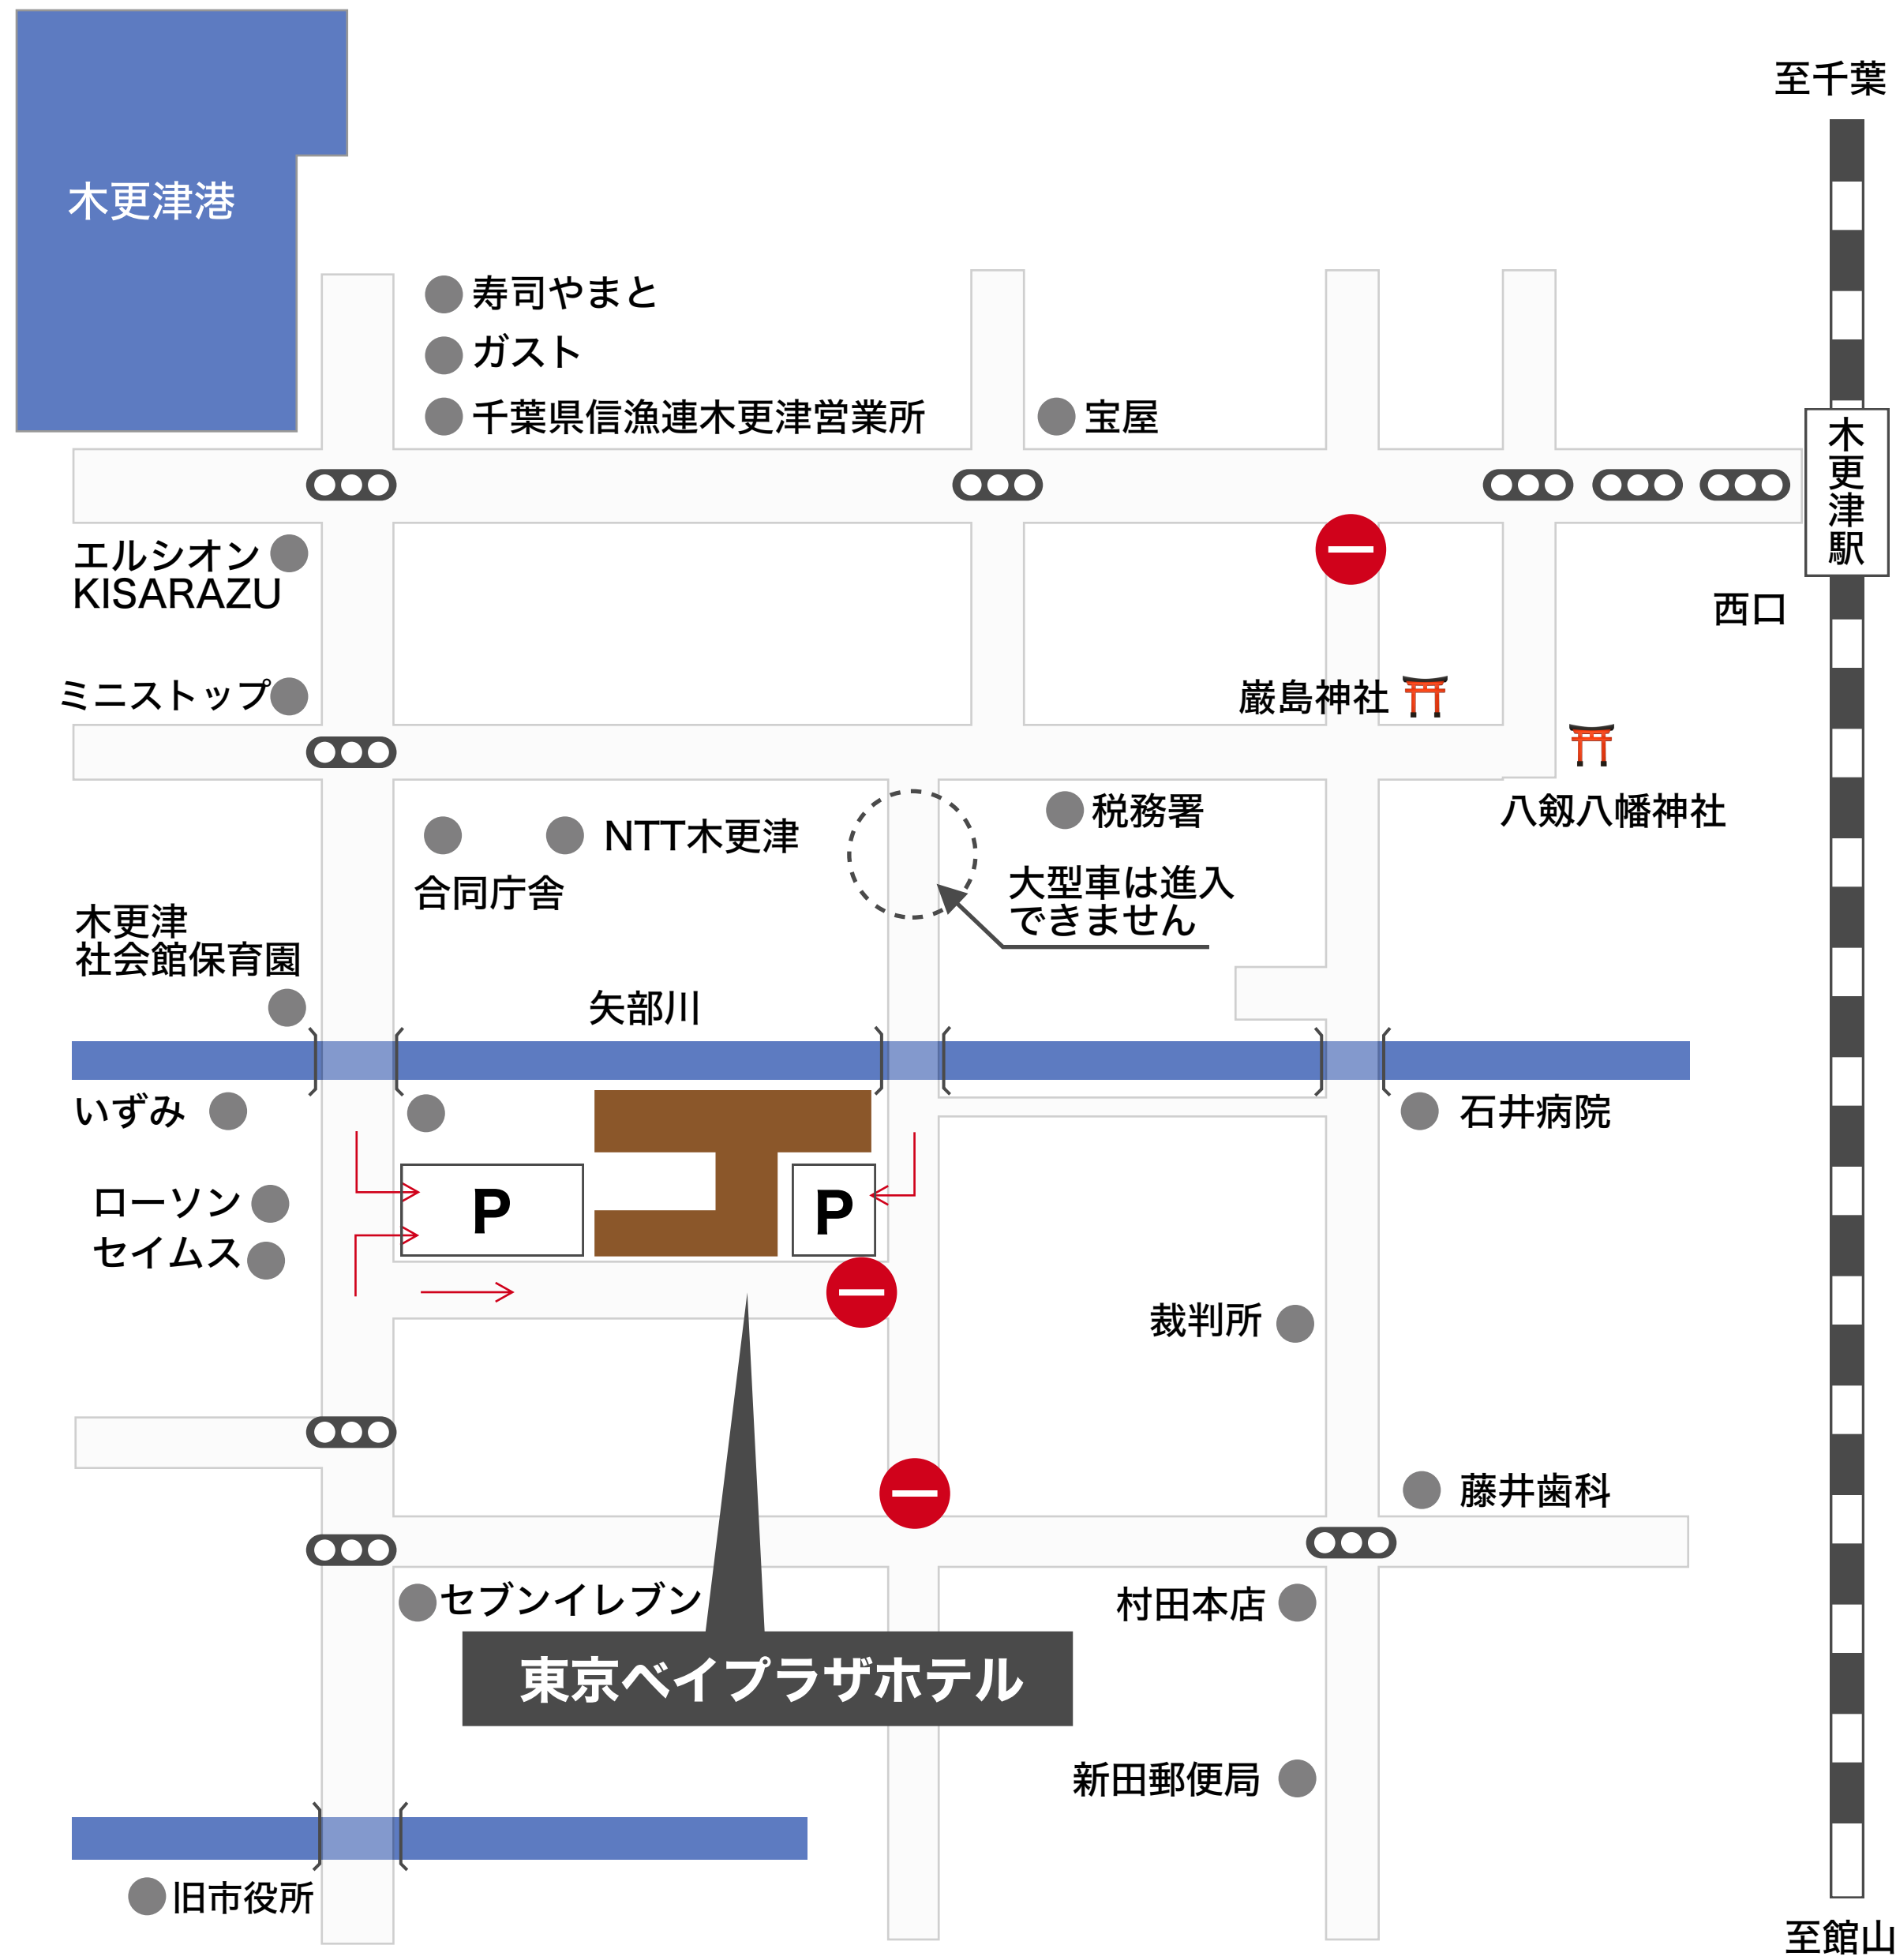 至千葉
木更津港
寿司やまと
ガスト
千葉県信漁連木更津営業所
宝屋
木更津駅
エルシオン
KISARAZU
西口
ミニストップ
厳島神社
八剱八幡神社
税務署
NTT木更津
合同庁舎
大型車は進入
できません
木更津
社会館保育園
矢部川
いずみ
石井病院
ローソン
P
P
セイムス
裁判所
藤井歯科
セブンイレブン
村田本店
東京ベイプラザホテル
新田郵便局
旧市役所
至館山